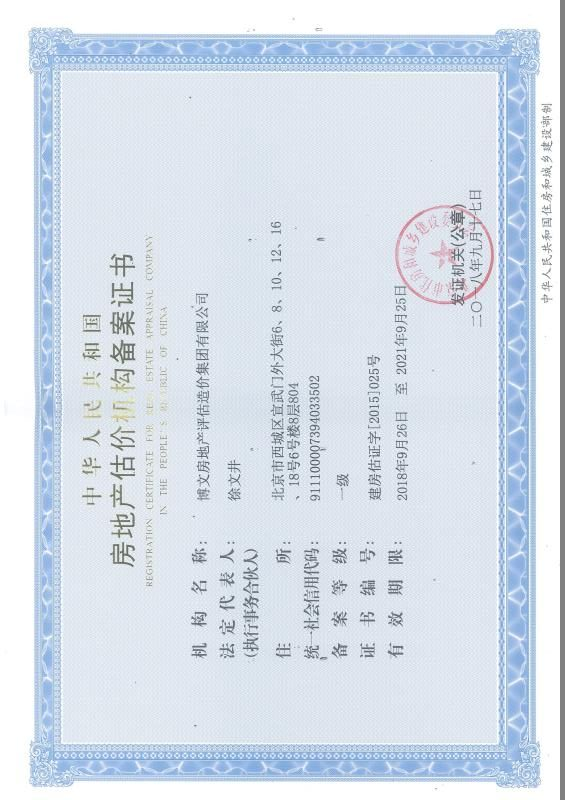 中华人民共和国
房地产估价机构备案证书
REGISTRATION CERTIFICATE FOR REAL ESTATE APPRAISAL COMPANY
IN THE PEOPLE'S REPUBLIC OF CHINA
机构名称：博文房地产评估造价集团有限公司
法定代表人：徐文井
（执行事务合伙人）
住所：北京市西城区宣武门外大街6、8、10、12、16
、18号6号楼8层804
统一社会信用代码：911100007394033502
备案等级：一级
证书编号：建房估证字[2015]025号
有效期限：2018年9月26日 至 2021年9月25日
发证机关(公章)
二〇一八年九月十七日
中华人民共和国住房和城乡建设部制